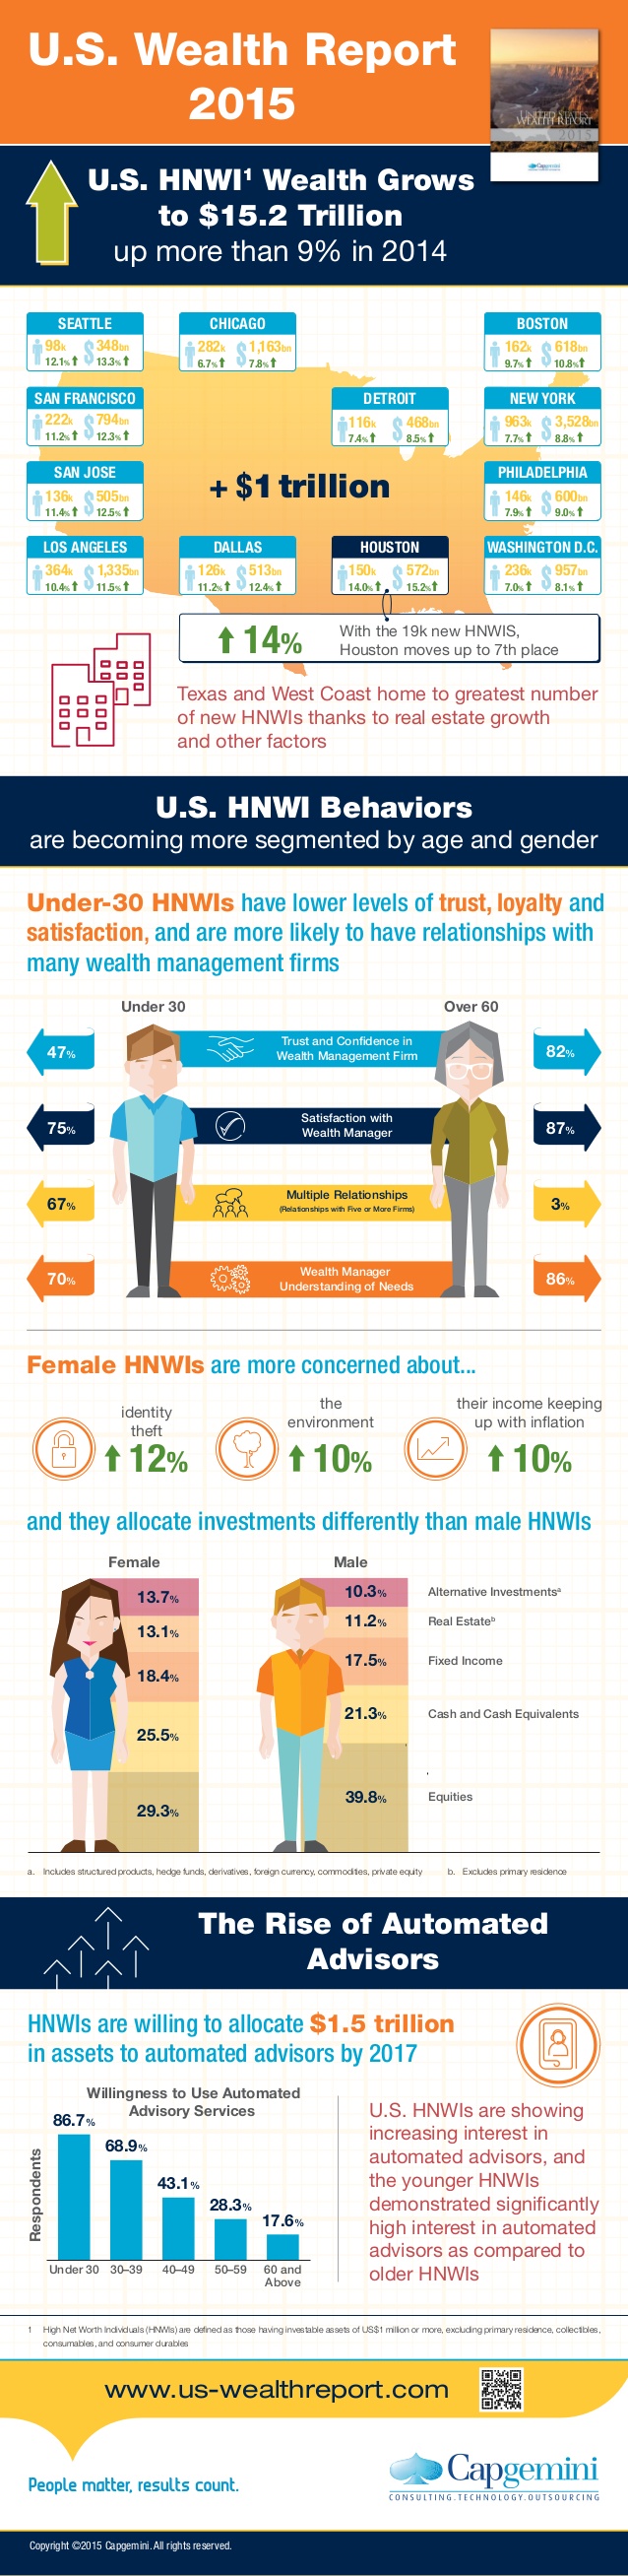 U.S. Wealth Report
2015
UNITED STATES
WEALTH REPORT
2015
Capgemini
U.S. HNWI¹ Wealth Grows
to $15.2 Trillion
up more than 9% in 2014
SEATTLE
98k $ 348bn
12.1% 13.3%
CHICAGO
282k $ 1,163bn
6.7% 7.8%
BOSTON
162k $ 618bn
9.7% 10.8%
SAN FRANCISCO
222k $ 794bn
11.2% 12.3%
DETROIT
116k $ 468bn
7.4% 8.5%
NEW YORK
963k $ 3,528bn
7.7% 8.8%
SAN JOSE
136k $ 505bn
11.4% 12.5%
+ $1 trillion
PHILADELPHIA
146k $ 600bn
7.9% 9.0%
LOS ANGELES
364k $ 1,335bn
10.4% 11.5%
DALLAS
126k $ 513bn
11.2% 12.4%
HOUSTON
150k $ 572bn
14.0% 15.2%
WASHINGTON D.C.
236k $ 957bn
7.0% 8.1%
14%
With the 19k new HNWIS,
Houston moves up to 7th place
Texas and West Coast home to greatest number
of new HNWIs thanks to real estate growth
and other factors
U.S. HNWI Behaviors
are becoming more segmented by age and gender
Under-30 HNWIs have lower levels of trust, loyalty and
satisfaction, and are more likely to have relationships with
many wealth management firms
Under 30 Over 60
47%
Trust and Confidence in
Wealth Management Firm
82%
75%
Satisfaction with
Wealth Manager
87%
67%
Multiple Relationships
(Relationships with Five or More Firms)
3%
70%
Wealth Manager
Understanding of Needs
86%
Female HNWIs are more concerned about...
identity
theft
12%
the
environment
10%
their income keeping
up with inflation
10%
and they allocate investments differently than male HNWIs
Female Male
13.7% 10.3% Alternative Investmentsᵃ
13.1% 11.2% Real Estateᵇ
18.4% 17.5% Fixed Income
25.5% 21.3% Cash and Cash Equivalents
29.3% 39.8% Equities
a. Includes structured products, hedge funds, derivatives, foreign currency, commodities, private equity b. Excludes primary residence
The Rise of Automated
Advisors
HNWIs are willing to allocate $1.5 trillion
in assets to automated advisors by 2017
Willingness to Use Automated
Advisory Services
Respondents
86.7%
68.9%
43.1%
28.3%
17.6%
Under 30 30–39 40–49 50–59 60 and
Above
U.S. HNWIs are showing
increasing interest in
automated advisors, and
the younger HNWIs
demonstrated significantly
high interest in automated
advisors as compared to
older HNWIs
1 High Net Worth Individuals (HNWIs) are defined as those having investable assets of US$1 million or more, excluding primary residence, collectibles,
consumables, and consumer durables
www.us-wealthreport.com
People matter, results count.
Capgemini
CONSULTING.TECHNOLOGY.OUTSOURCING
Copyright ©2015 Capgemini. All rights reserved.